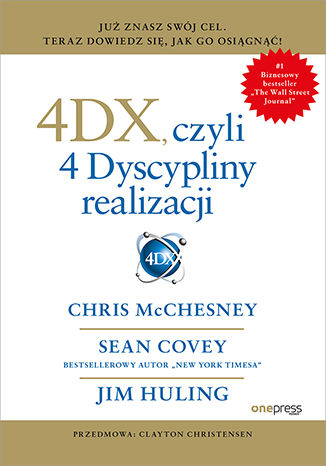 JUŻ ZNASZ SWÓJ CEL.
TERAZ DOWIEDZ SIĘ, JAK GO OSIĄGNĄĆ!
#1
Biznesowy
bestseller
„The Wall Street
Journal”
4DX, czyli
4 Dyscypliny
realizacji
4DX
CHRIS McCHESNEY
SEAN COVEY
BESTSELLEROWY AUTOR „NEW YORK TIMESA”
JIM HULING
onepress
PRZEDMOWA: CLAYTON CHRISTENSEN